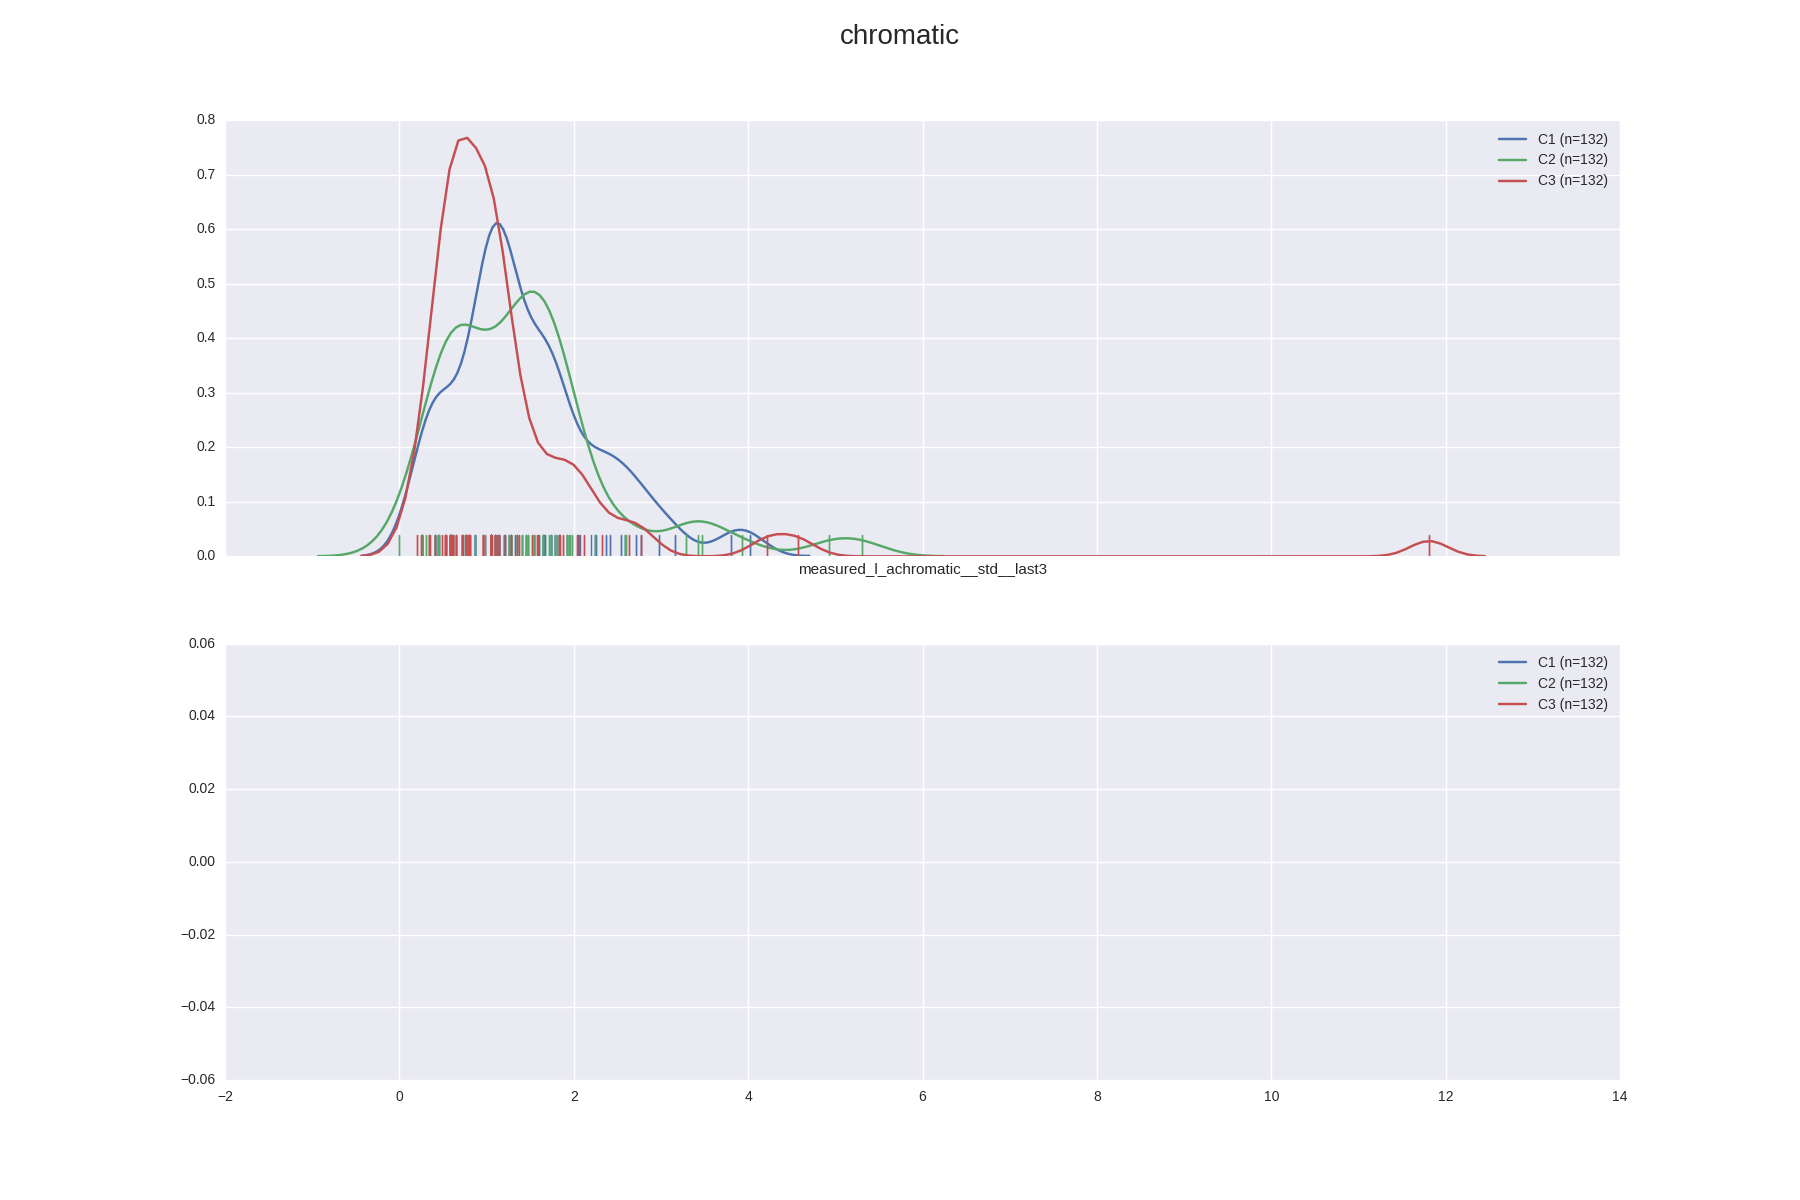 chromatic
0.8
0.7
0.6
0.5
0.4
0.3
0.2
0.1
0.0
C1 (n=132)
C2 (n=132)
C3 (n=132)
measured_l_achromatic__std__last3
0.06
0.04
0.02
0.00
−0.02
−0.04
−0.06
C1 (n=132)
C2 (n=132)
C3 (n=132)
−2 0 2 4 6 8 10 12 14